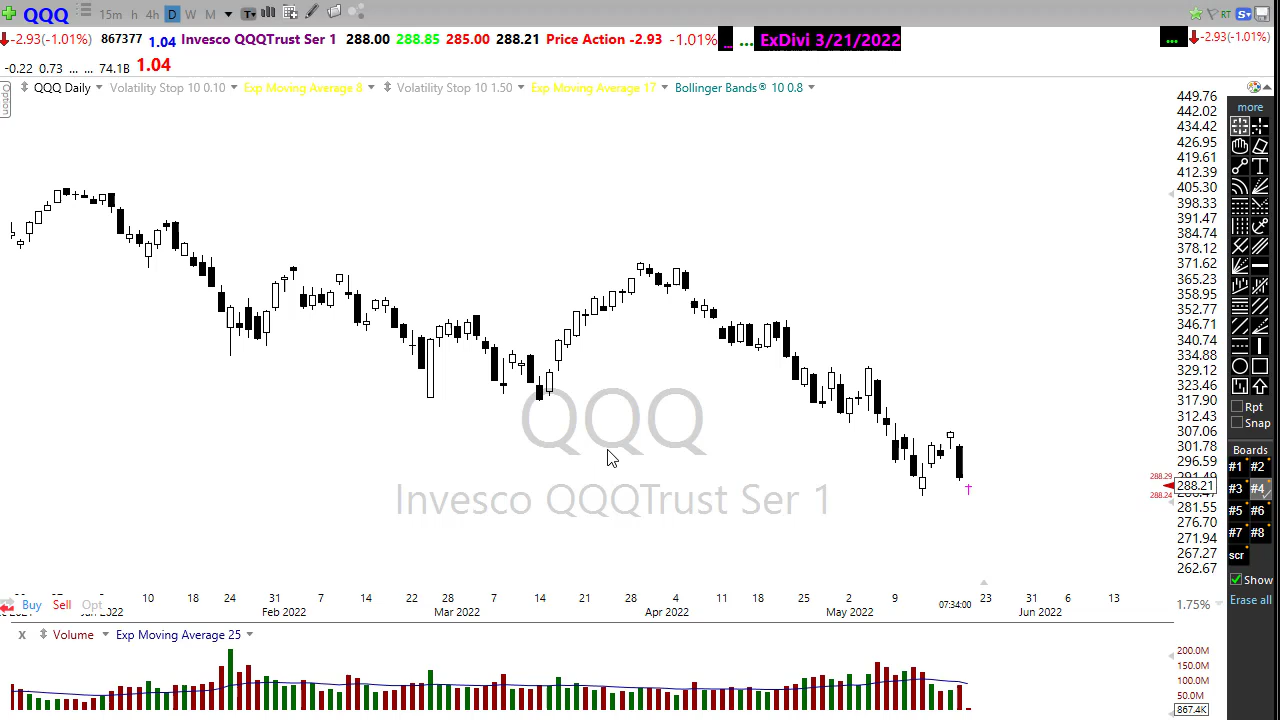 QQQ 15m h 4h D W M T RT S
-2.93(-1.01%) 867377 1.04 Invesco QQQTrust Ser 1 288.00 288.85 285.00 288.21 Price Action -2.93 -1.01% ... ... ExDivi 3/21/2022 ... -2.93(-1.01%)
-0.22 0.73 ... ... 74.1B 1.04
Option
QQQ Daily Volatility Stop 10 0.10 Exp Moving Average 8 Volatility Stop 10 1.50 Exp Moving Average 17 Bollinger Bands® 10 0.8
449.76
442.02
434.42
426.95
419.61
412.39
405.30
398.33
391.47
384.74
378.12
371.62
365.23
358.95
352.77
346.71
340.74
334.88
329.12
323.46
317.90
312.43
307.06
301.78
296.59
288.29
288.21
288.24
281.55
276.70
271.94
267.27
262.67
more
T
Rpt
Snap
Boards
#1 #2
#3 #4
#5 #6
#7 #8
scr
Show
Erase all
QQQ
Invesco QQQTrust Ser 1
10 18 24 7 14 22 28 7 14 21 28 4 11 18 25 2 9 23 31 6 13
Feb 2022 Mar 2022 Apr 2022 May 2022 07:34:00 Jun 2022
Buy Sell Opt
1.75%
X Volume Exp Moving Average 25
200.0M
150.0M
100.0M
50.0M
867.4K